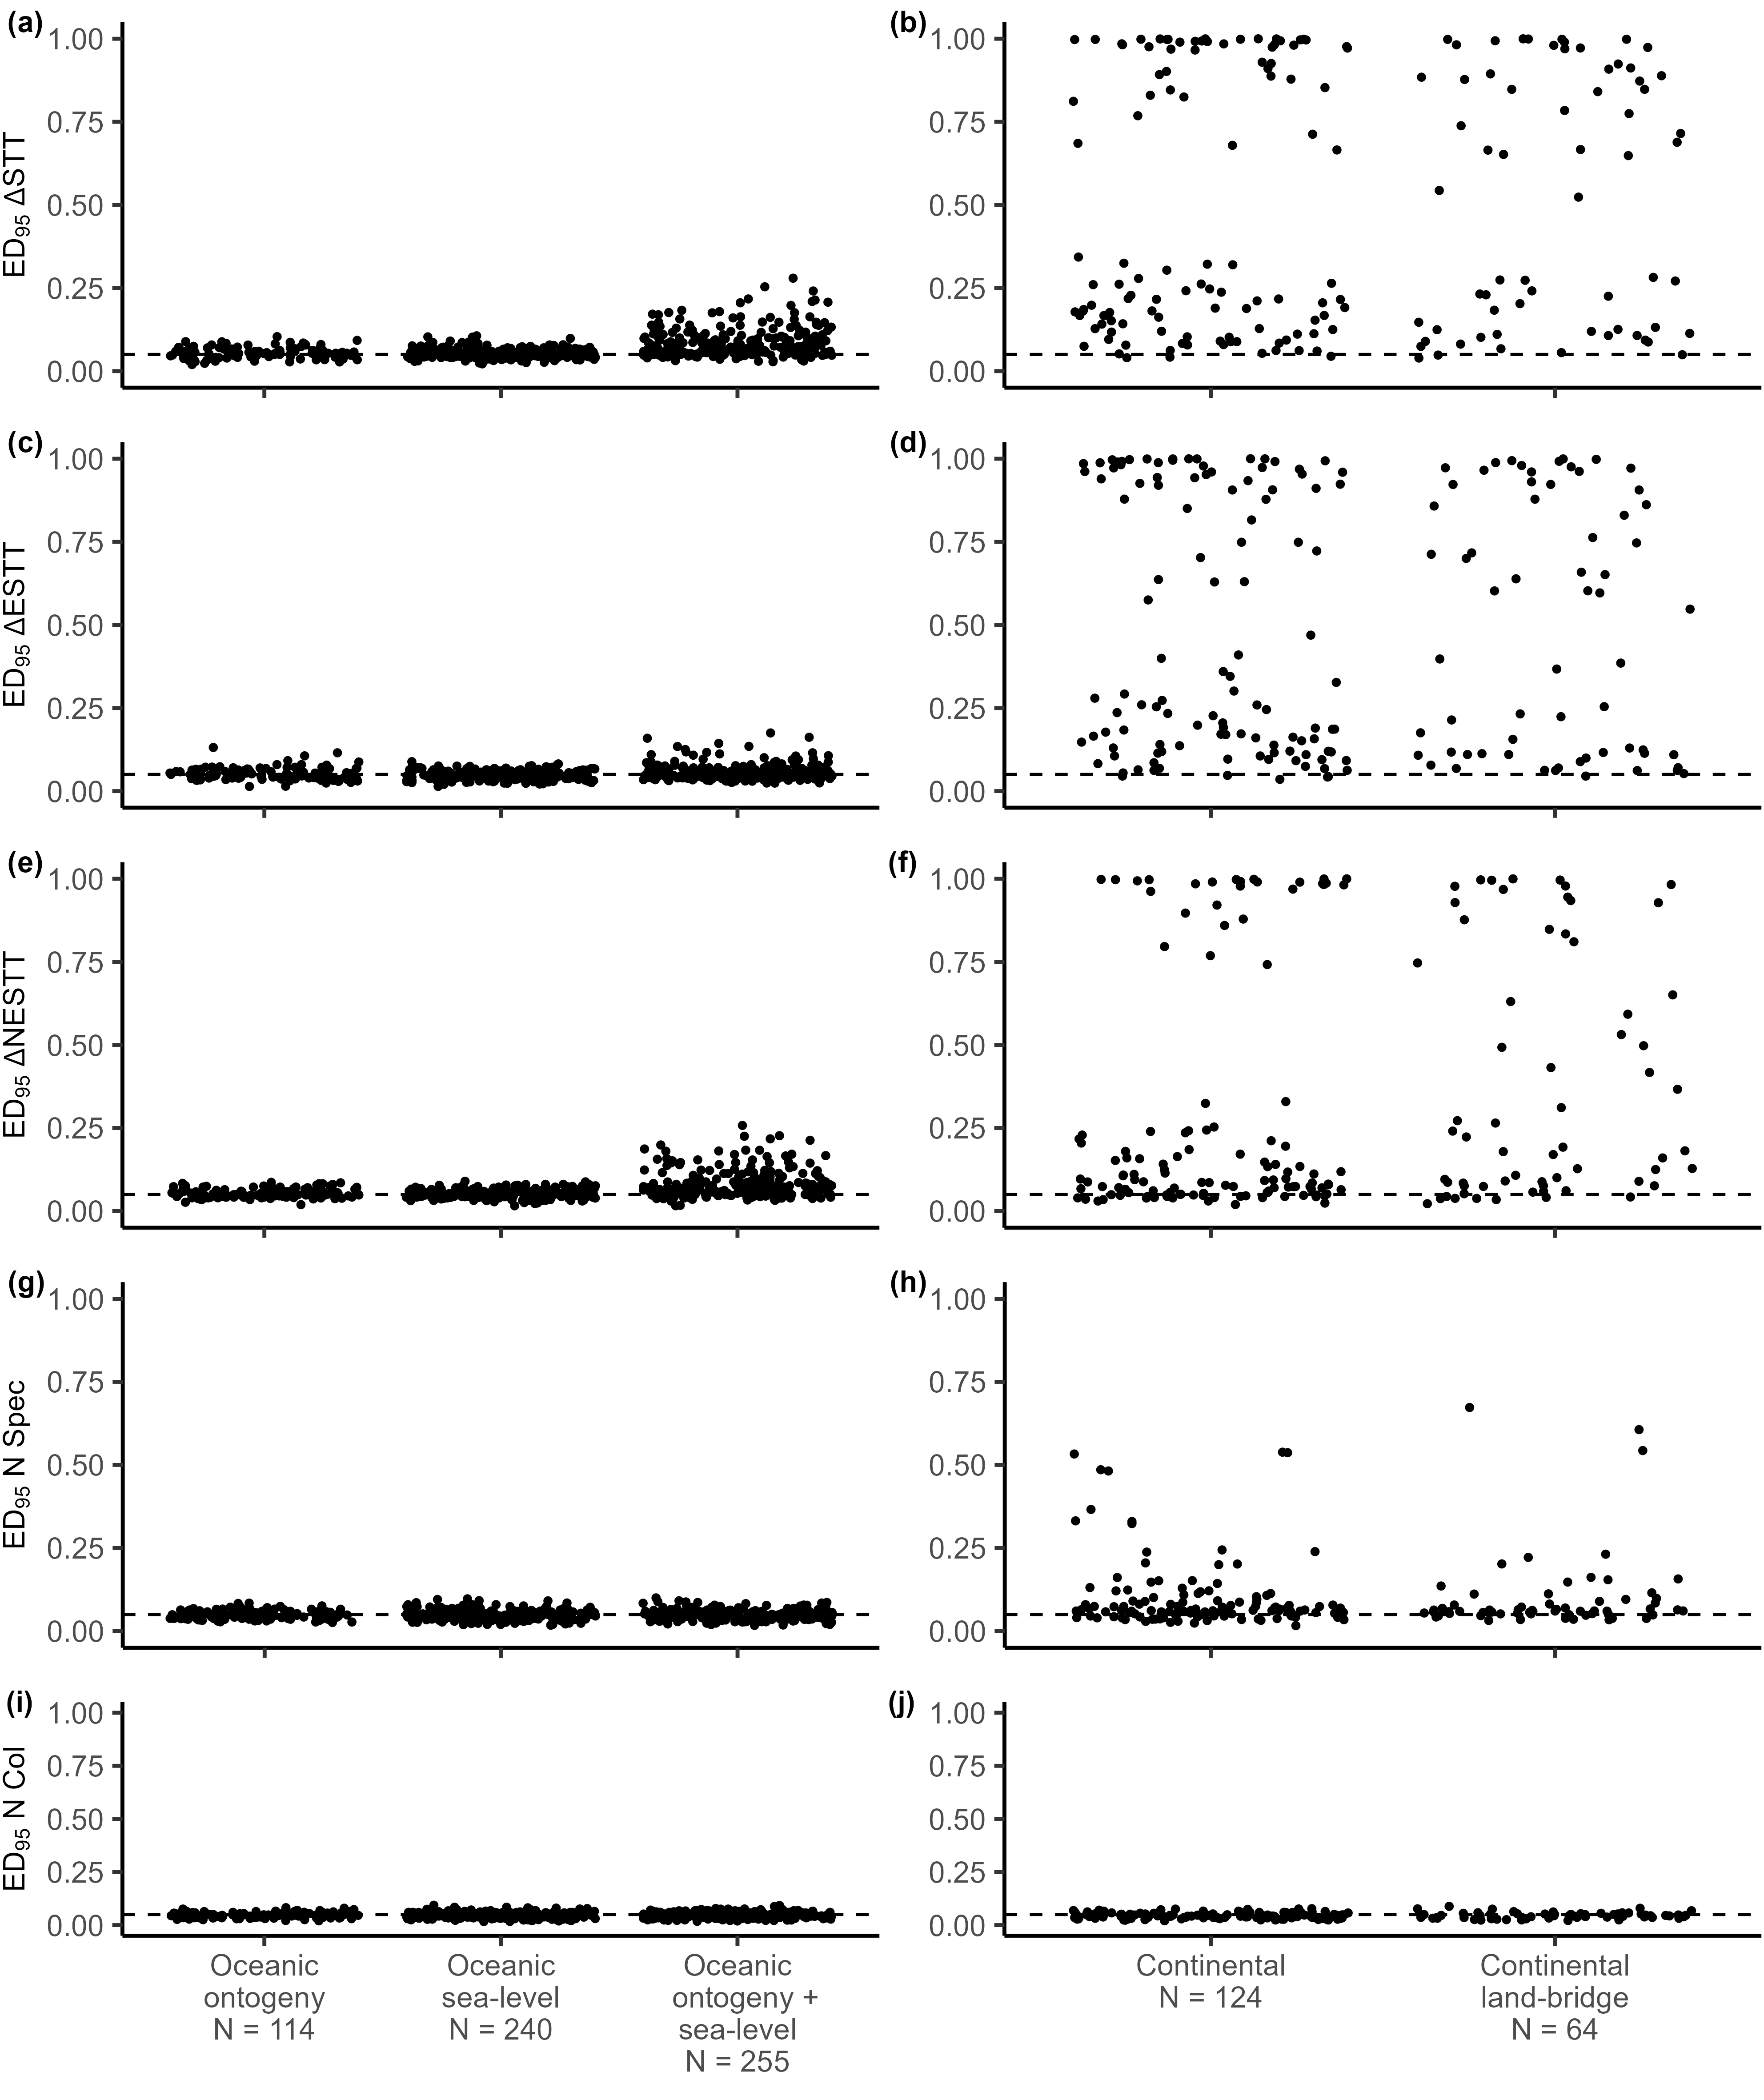 (a)
1.00
0.75
0.50
0.25
0.00
ED95 ΔSTT
(b)
1.00
0.75
0.50
0.25
0.00
(c)
1.00
0.75
0.50
0.25
0.00
ED95 ΔESTT
(d)
1.00
0.75
0.50
0.25
0.00
(e)
1.00
0.75
0.50
0.25
0.00
ED95 ΔNESTT
(f)
1.00
0.75
0.50
0.25
0.00
(g)
1.00
0.75
0.50
0.25
0.00
ED95 N Spec
(h)
1.00
0.75
0.50
0.25
0.00
(i)
1.00
0.75
0.50
0.25
0.00
ED95 N Col
(j)
1.00
0.75
0.50
0.25
0.00
Oceanic
ontogeny
N = 114
Oceanic
sea-level
N = 240
Oceanic
ontogeny +
sea-level
N = 255
Continental
N = 124
Continental
land-bridge
N = 64